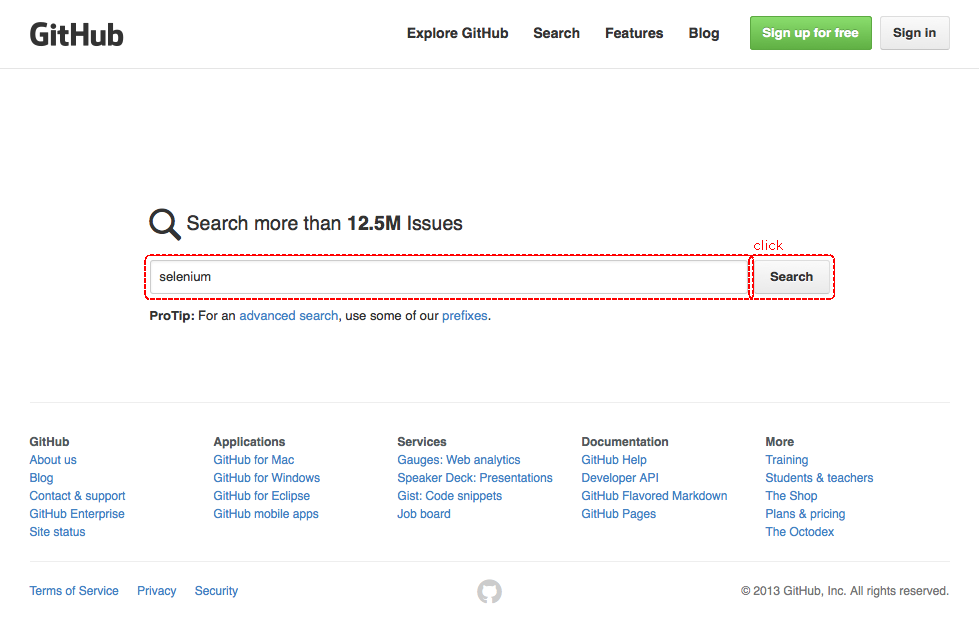 GitHub
Explore GitHub Search Features Blog Sign up for free Sign in
Search more than 12.5M Issues
click
selenium Search
ProTip: For an advanced search, use some of our prefixes.
GitHub
About us
Blog
Contact & support
GitHub Enterprise
Site status
Applications
GitHub for Mac
GitHub for Windows
GitHub for Eclipse
GitHub mobile apps
Services
Gauges: Web analytics
Speaker Deck: Presentations
Gist: Code snippets
Job board
Documentation
GitHub Help
Developer API
GitHub Flavored Markdown
GitHub Pages
More
Training
Students & teachers
The Shop
Plans & pricing
The Octodex
Terms of Service Privacy Security
© 2013 GitHub, Inc. All rights reserved.